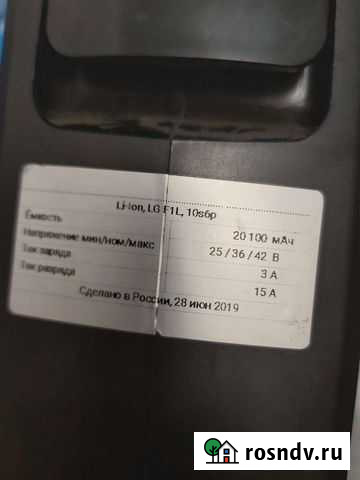 Li-Ion, LG F1L, 10s6p
Ёмкость 20 100 мАч
Напряжение мин/ном/макс 25 / 36 / 42 В
Ток заряда 3 А
Ток разряда 15 А
Сделано в России, 28 июн 2019
rosndv.ru